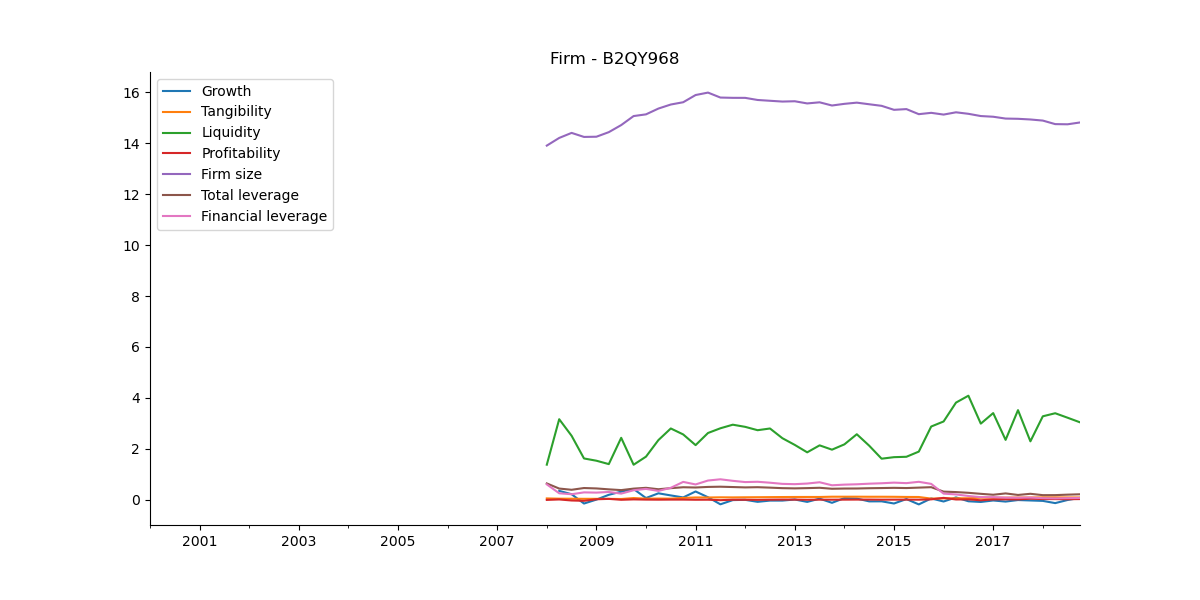 Firm - B2QY968
Growth
Tangibility
Liquidity
Profitability
Firm size
Total leverage
Financial leverage
16
14
12
10
8
6
4
2
0
2001 2003 2005 2007 2009 2011 2013 2015 2017